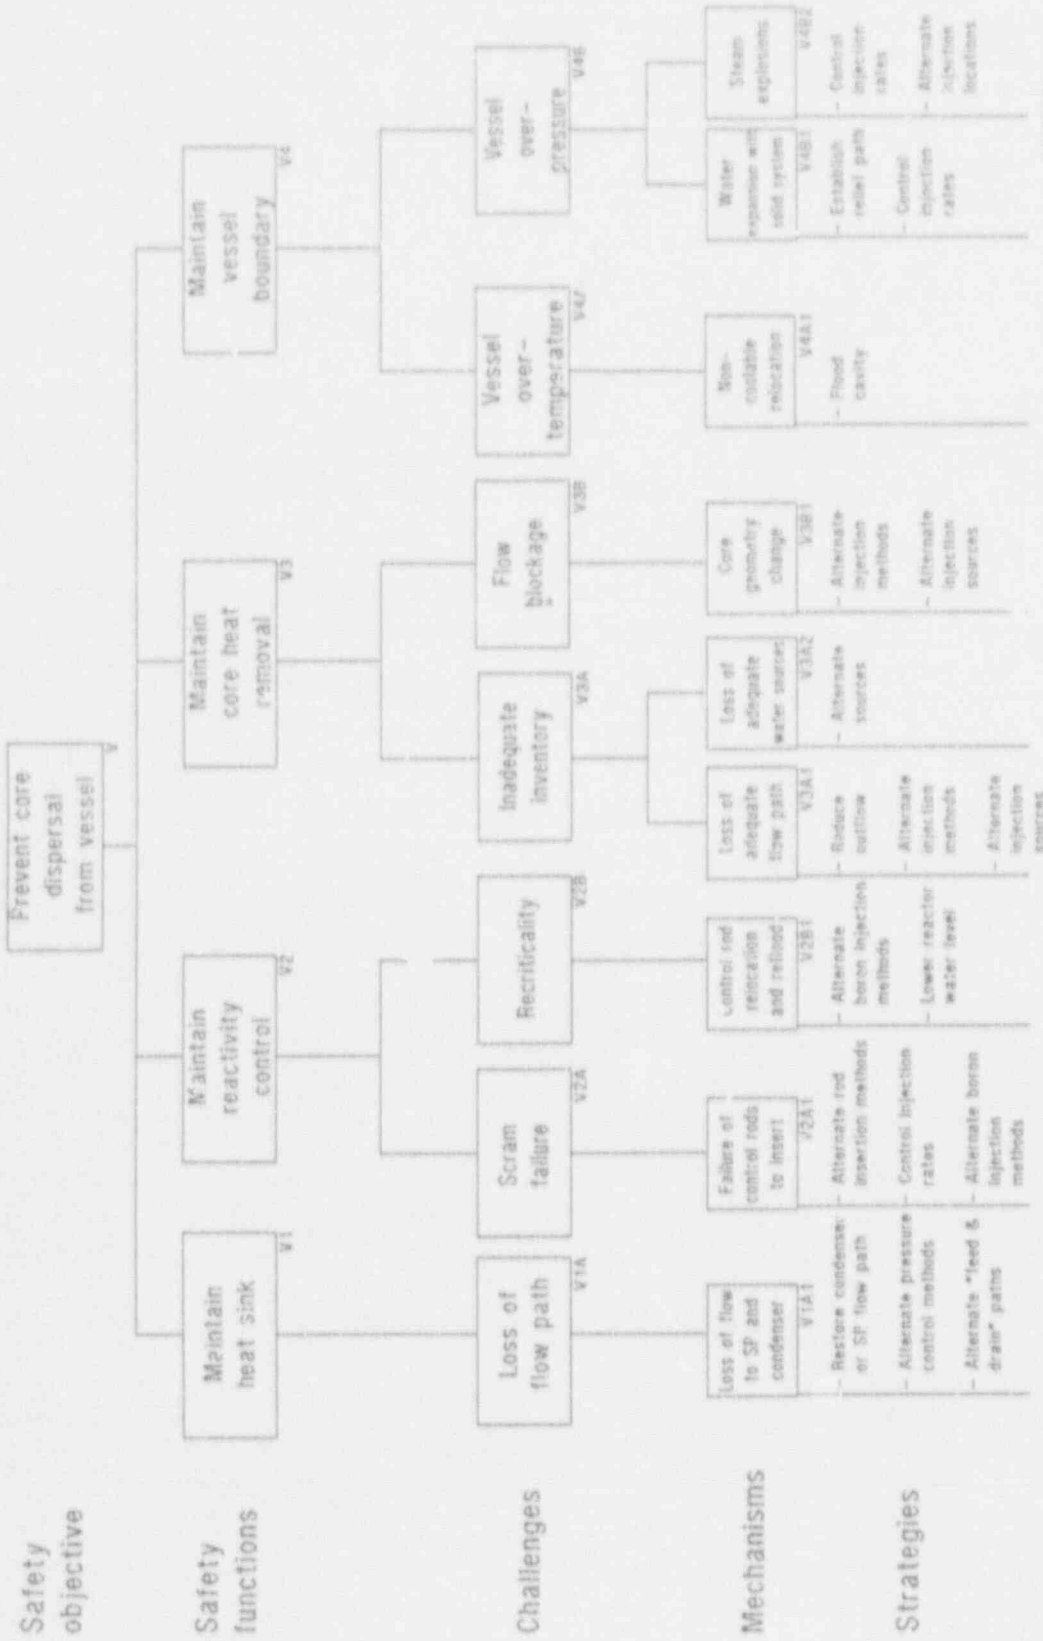 Safety
objective
Prevent core
dispersal
from vessel
V
Safety
functions
Maintain
heat sink
V1
Maintain
reactivity
control
V2
Maintain
core heat
removal
V3
Maintain
vessel
boundary
V4
Challenges
Loss of
flow path
V1A
Scram
failure
V2A
Recriticality
V2B
Inadequate
inventory
V3A
Flow
blockage
V3B
Vessel
over-
temperature
Vessel
over-
pressure
V4B
Mechanisms
Loss of flow
to SP and
condenser
V1A1
Failure of
control rods
to insert
V2A1
Control rod
relocation
and reflood
V2B1
Loss of
adequate
flow path
V3A1
Loss of
adequate
water sources
V3A2
Core
geometry
change
V3B1
Non-
coolable
relocation
V4A1
Water
expansion with
solid system
V4B1
Steam
explosions
V4B2
Strategies
- Restore condenser
or SP flow path
- Alternate pressure
control methods
- Alternate "feed &
drain" paths
- Alternate rod
insertion methods
- Control injection
rates
- Alternate boron
injection
methods
- Alternate
boron injection
methods
- Lower reactor
water level
- Reduce
outflow
- Alternate
injection
methods
- Alternate
injection
sources
- Alternate
sources
- Alternate
injection
methods
- Alternate
injection
sources
- Flood
cavity
- Establish
relief path
- Control
injection
rates
- Control
injection
rates
- Alternate
injection
locations